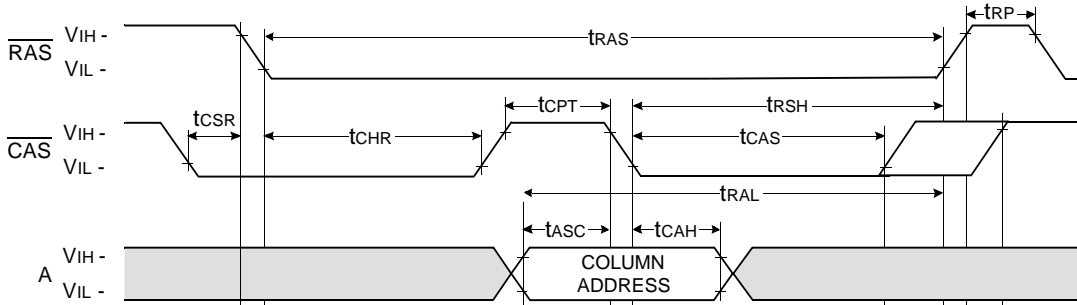 tRP
tRAS
RAS VIH -
VIL -
tCPT tRSH
tCSR tCHR tCAS
CAS VIH -
VIL -
tRAL
tASC tCAH
A VIH -
VIL -
COLUMN
ADDRESS